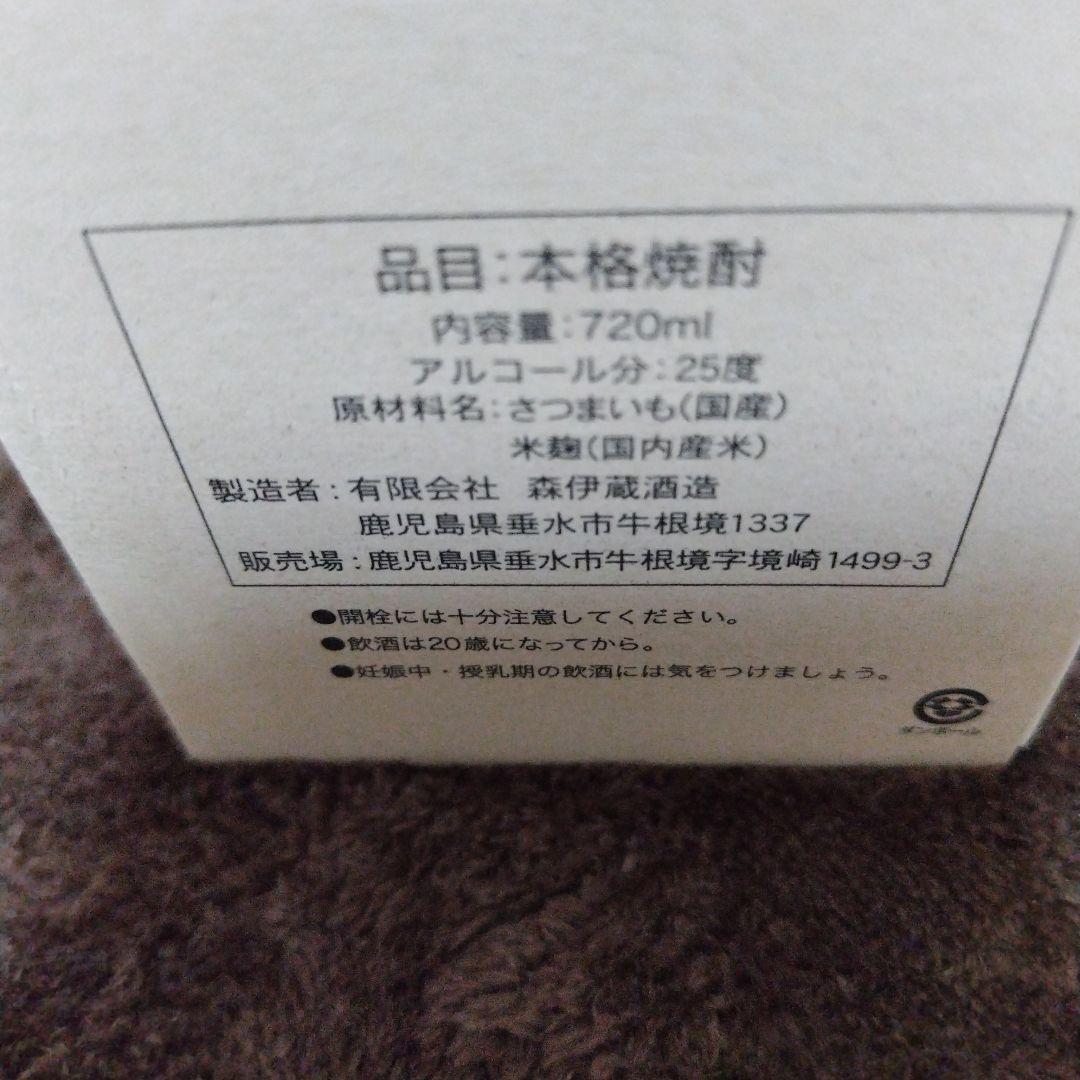 品目:本格焼酎
内容量:720ml
アルコール分:25度
原材料名:さつまいも(国産)
米麹(国内産米)
製造者:有限会社 森伊蔵酒造
鹿児島県垂水市牛根境1337
販売場:鹿児島県垂水市牛根境字境崎1499-3
●開栓には十分注意してください。
●飲酒は20歳になってから。
●妊娠中・授乳期の飲酒には気をつけましょう。
ダンボール